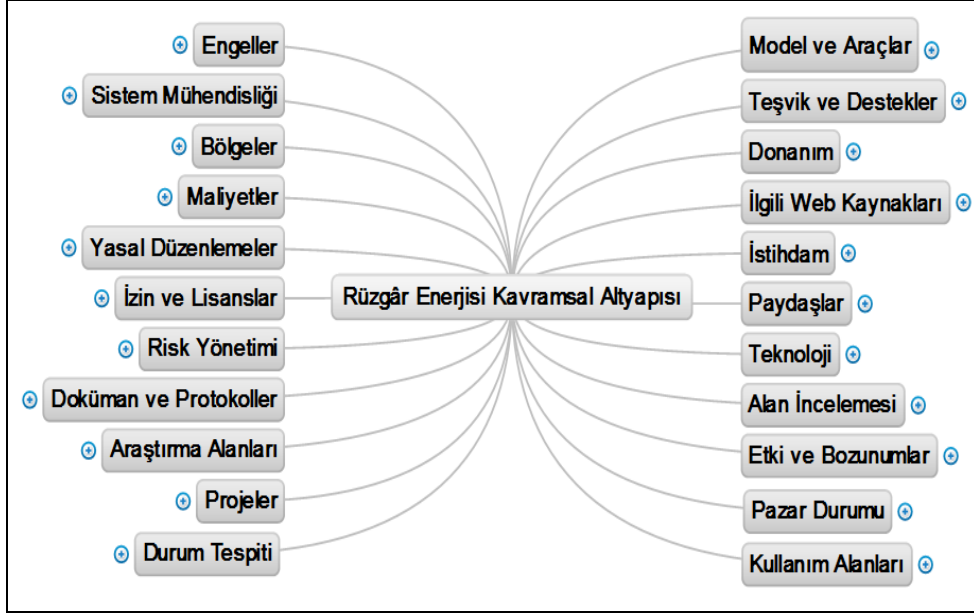 Engeller
Sistem Mühendisliği
Bölgeler
Maliyetler
Yasal Düzenlemeler
İzin ve Lisanslar
Risk Yönetimi
Doküman ve Protokoller
Araştırma Alanları
Projeler
Durum Tespiti
Rüzgâr Enerjisi Kavramsal Altyapısı
Model ve Araçlar
Teşvik ve Destekler
Donanım
İlgili Web Kaynakları
İstihdam
Paydaşlar
Teknoloji
Alan İncelemesi
Etki ve Bozunumlar
Pazar Durumu
Kullanım Alanları